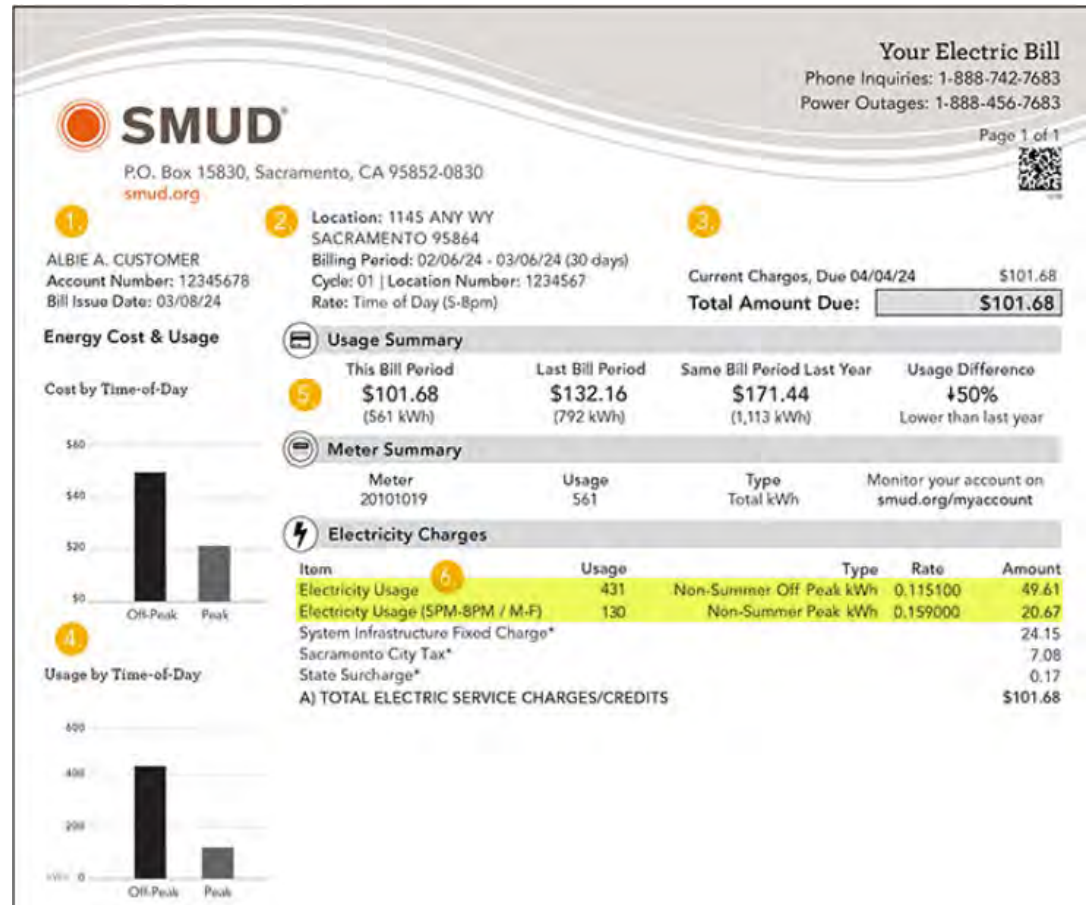 Your Electric Bill
Phone Inquiries: 1-888-742-7683
Power Outages: 1-888-456-7683
Page 1 of 1
SMUD®
P.O. Box 15830, Sacramento, CA 95852-0830
smud.org
1.
ALBIE A. CUSTOMER
Account Number: 12345678
Bill Issue Date: 03/08/24
2.
Location: 1145 ANY WY
SACRAMENTO 95864
Billing Period: 02/06/24 - 03/06/24 (30 days)
Cycle: 01 | Location Number: 1234567
Rate: Time of Day (5-8pm)
3.
Current Charges, Due 04/04/24 $101.68
Total Amount Due: $101.68
Energy Cost & Usage
Cost by Time-of-Day
$60
$40
$20
$0
Off-Peak Peak
4.
Usage by Time-of-Day
600
400
200
kWh 0
Off-Peak Peak
Usage Summary
This Bill Period Last Bill Period Same Bill Period Last Year Usage Difference
5. $101.68 $132.16 $171.44 ↓50%
(561 kWh) (792 kWh) (1,113 kWh) Lower than last year
Meter Summary
Meter Usage Type Monitor your account on
20101019 561 Total kWh smud.org/myaccount
Electricity Charges
Item 6. Usage Type Rate Amount
Electricity Usage 431 Non-Summer Off Peak kWh 0.115100 49.61
Electricity Usage (5PM-8PM / M-F) 130 Non-Summer Peak kWh 0.159000 20.67
System Infrastructure Fixed Charge* 24.15
Sacramento City Tax* 7.08
State Surcharge* 0.17
A) TOTAL ELECTRIC SERVICE CHARGES/CREDITS $101.68